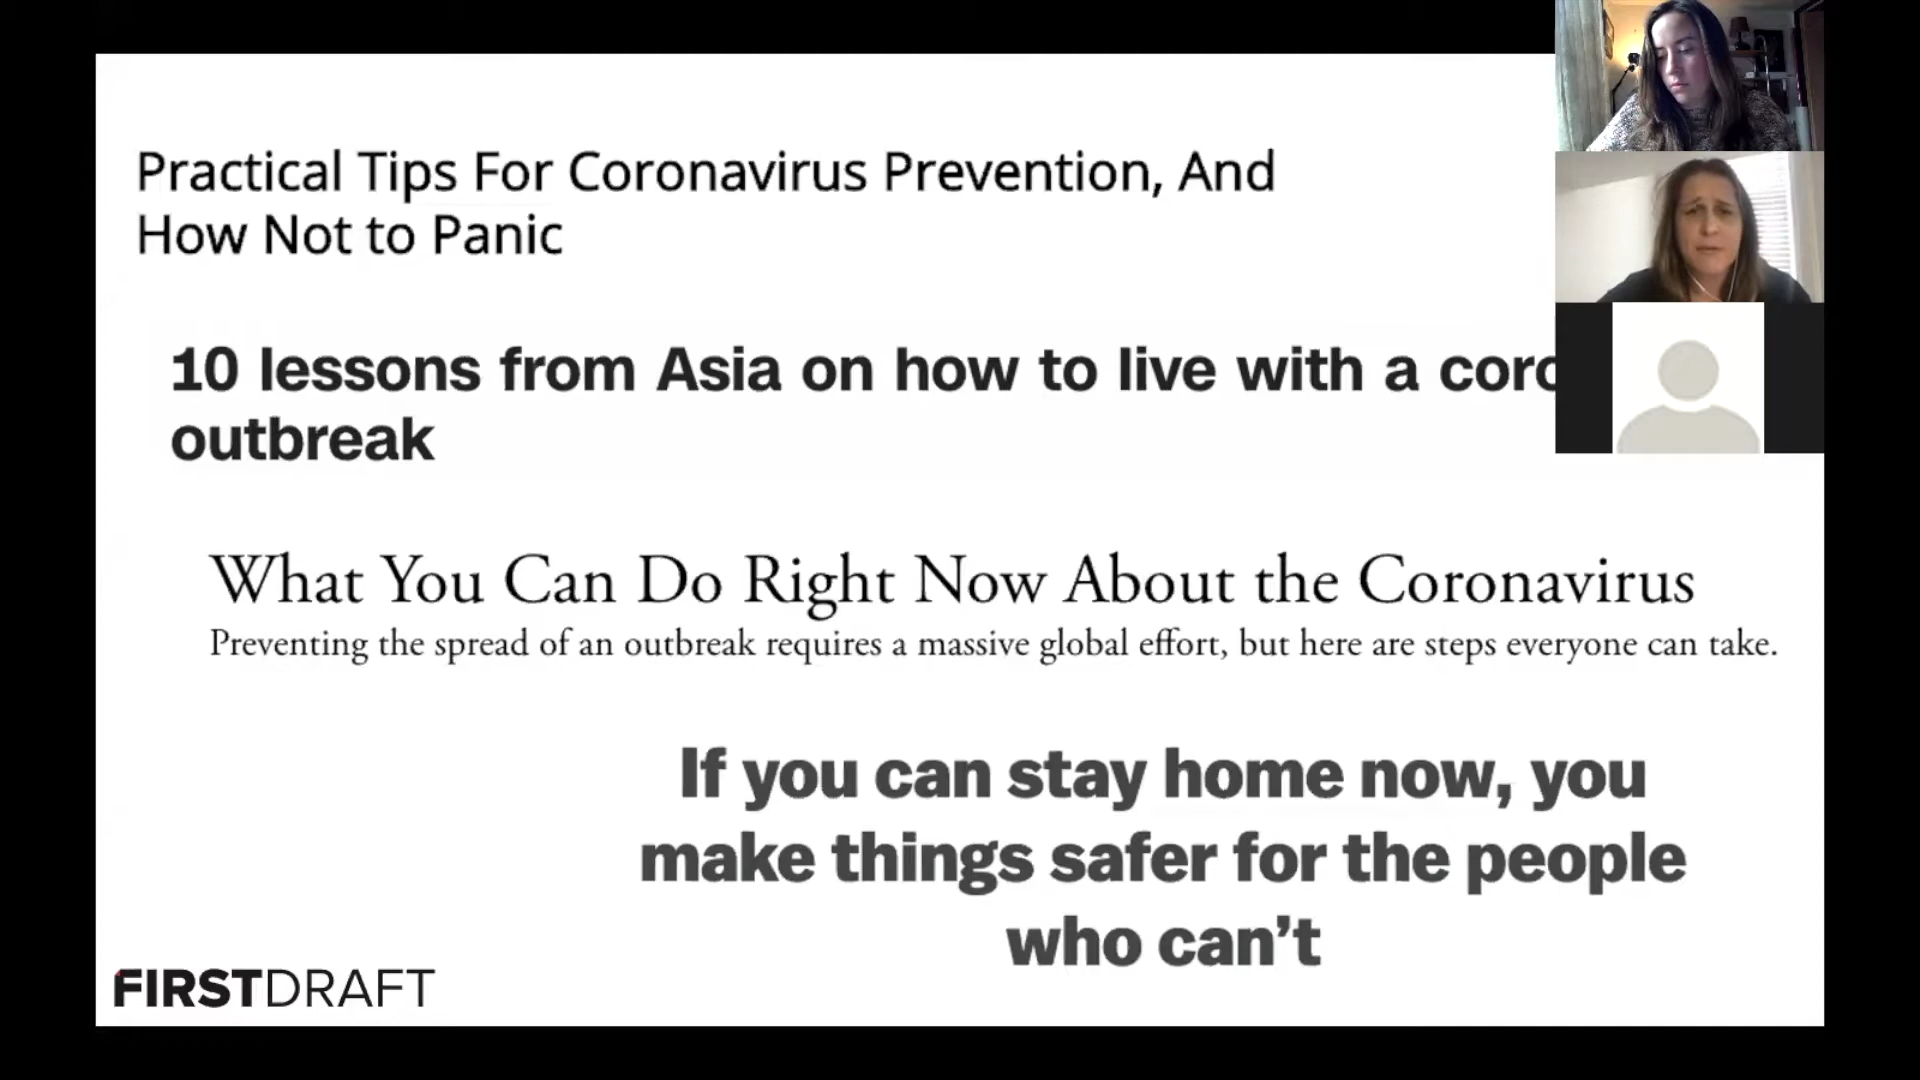 Practical Tips For Coronavirus Prevention, And
How Not to Panic
10 lessons from Asia on how to live with a
outbreak
What You Can Do Right Now About the Coronavirus
Preventing the spread of an outbreak requires a massive global effort, but here are steps everyone can take.
If you can stay home now, you
make things safer for the people
who can’t
FIRSTDRAFT